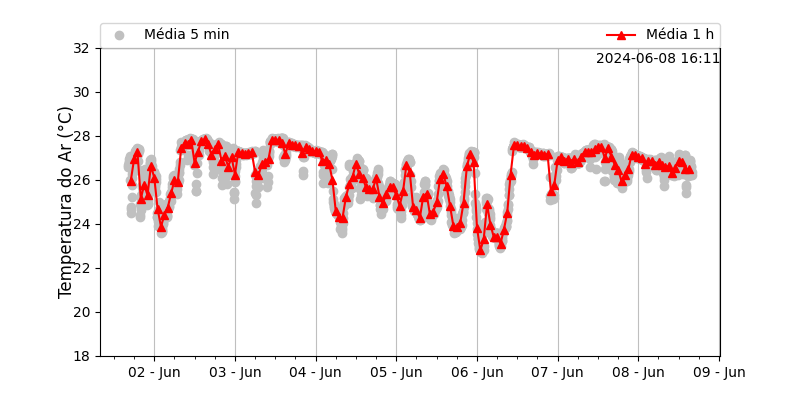 Média 5 min
Média 1 h
2024-06-08 16:11
Temperatura do Ar (°C)
32
30
28
26
24
22
20
18
02 - Jun
03 - Jun
04 - Jun
05 - Jun
06 - Jun
07 - Jun
08 - Jun
09 - Jun